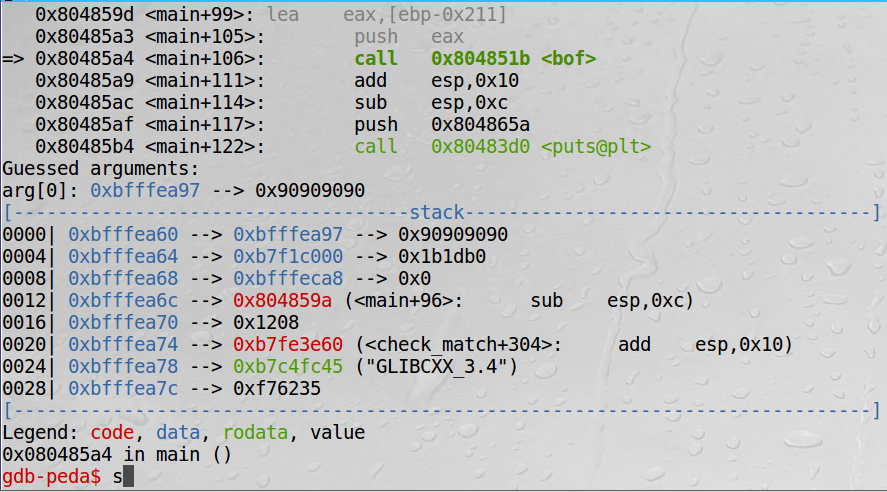 0x804859d <main+99>: lea    eax,[ebp-0x211]
0x80485a3 <main+105>:        push   eax
=> 0x80485a4 <main+106>:        call   0x804851b <bof>
0x80485a9 <main+111>:        add    esp,0x10
0x80485ac <main+114>:        sub    esp,0xc
0x80485af <main+117>:        push   0x804865a
0x80485b4 <main+122>:        call   0x80483d0 <puts@plt>
Guessed arguments:
arg[0]: 0xbfffea97 --> 0x90909090
[------------------------------------stack-------------------------------------]
0000| 0xbfffea60 --> 0xbfffea97 --> 0x90909090
0004| 0xbfffea64 --> 0xb7f1c000 --> 0x1b1db0
0008| 0xbfffea68 --> 0xbfffeca8 --> 0x0
0012| 0xbfffea6c --> 0x804859a (<main+96>:      sub    esp,0xc)
0016| 0xbfffea70 --> 0x1208
0020| 0xbfffea74 --> 0xb7fe3e60 (<check_match+304>:     add    esp,0x10)
0024| 0xbfffea78 --> 0xb7c4fc45 ("GLIBCXX_3.4")
0028| 0xbfffea7c --> 0xf76235
[------------------------------------------------------------------------------]
Legend: code, data, rodata, value
0x080485a4 in main ()
gdb-peda$ s